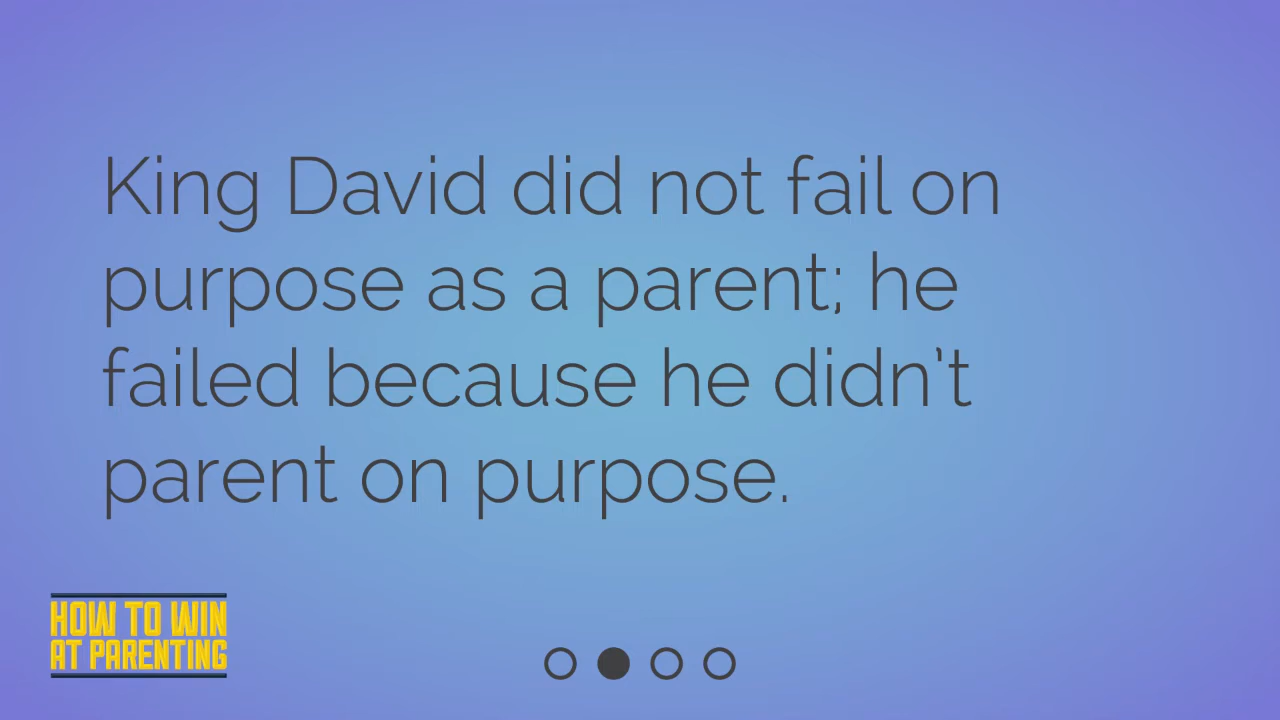 King David did not fail on
purpose as a parent; he
failed because he didn’t
parent on purpose.
HOW TO WIN
AT PARENTING